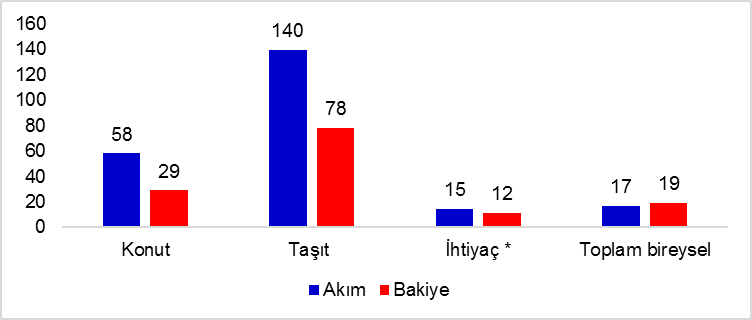 160
140
120
100
80
60
40
20
0
58
29
140
78
15
12
17
19
Konut
Taşıt
İhtiyaç *
Toplam bireysel
Akım
Bakiye